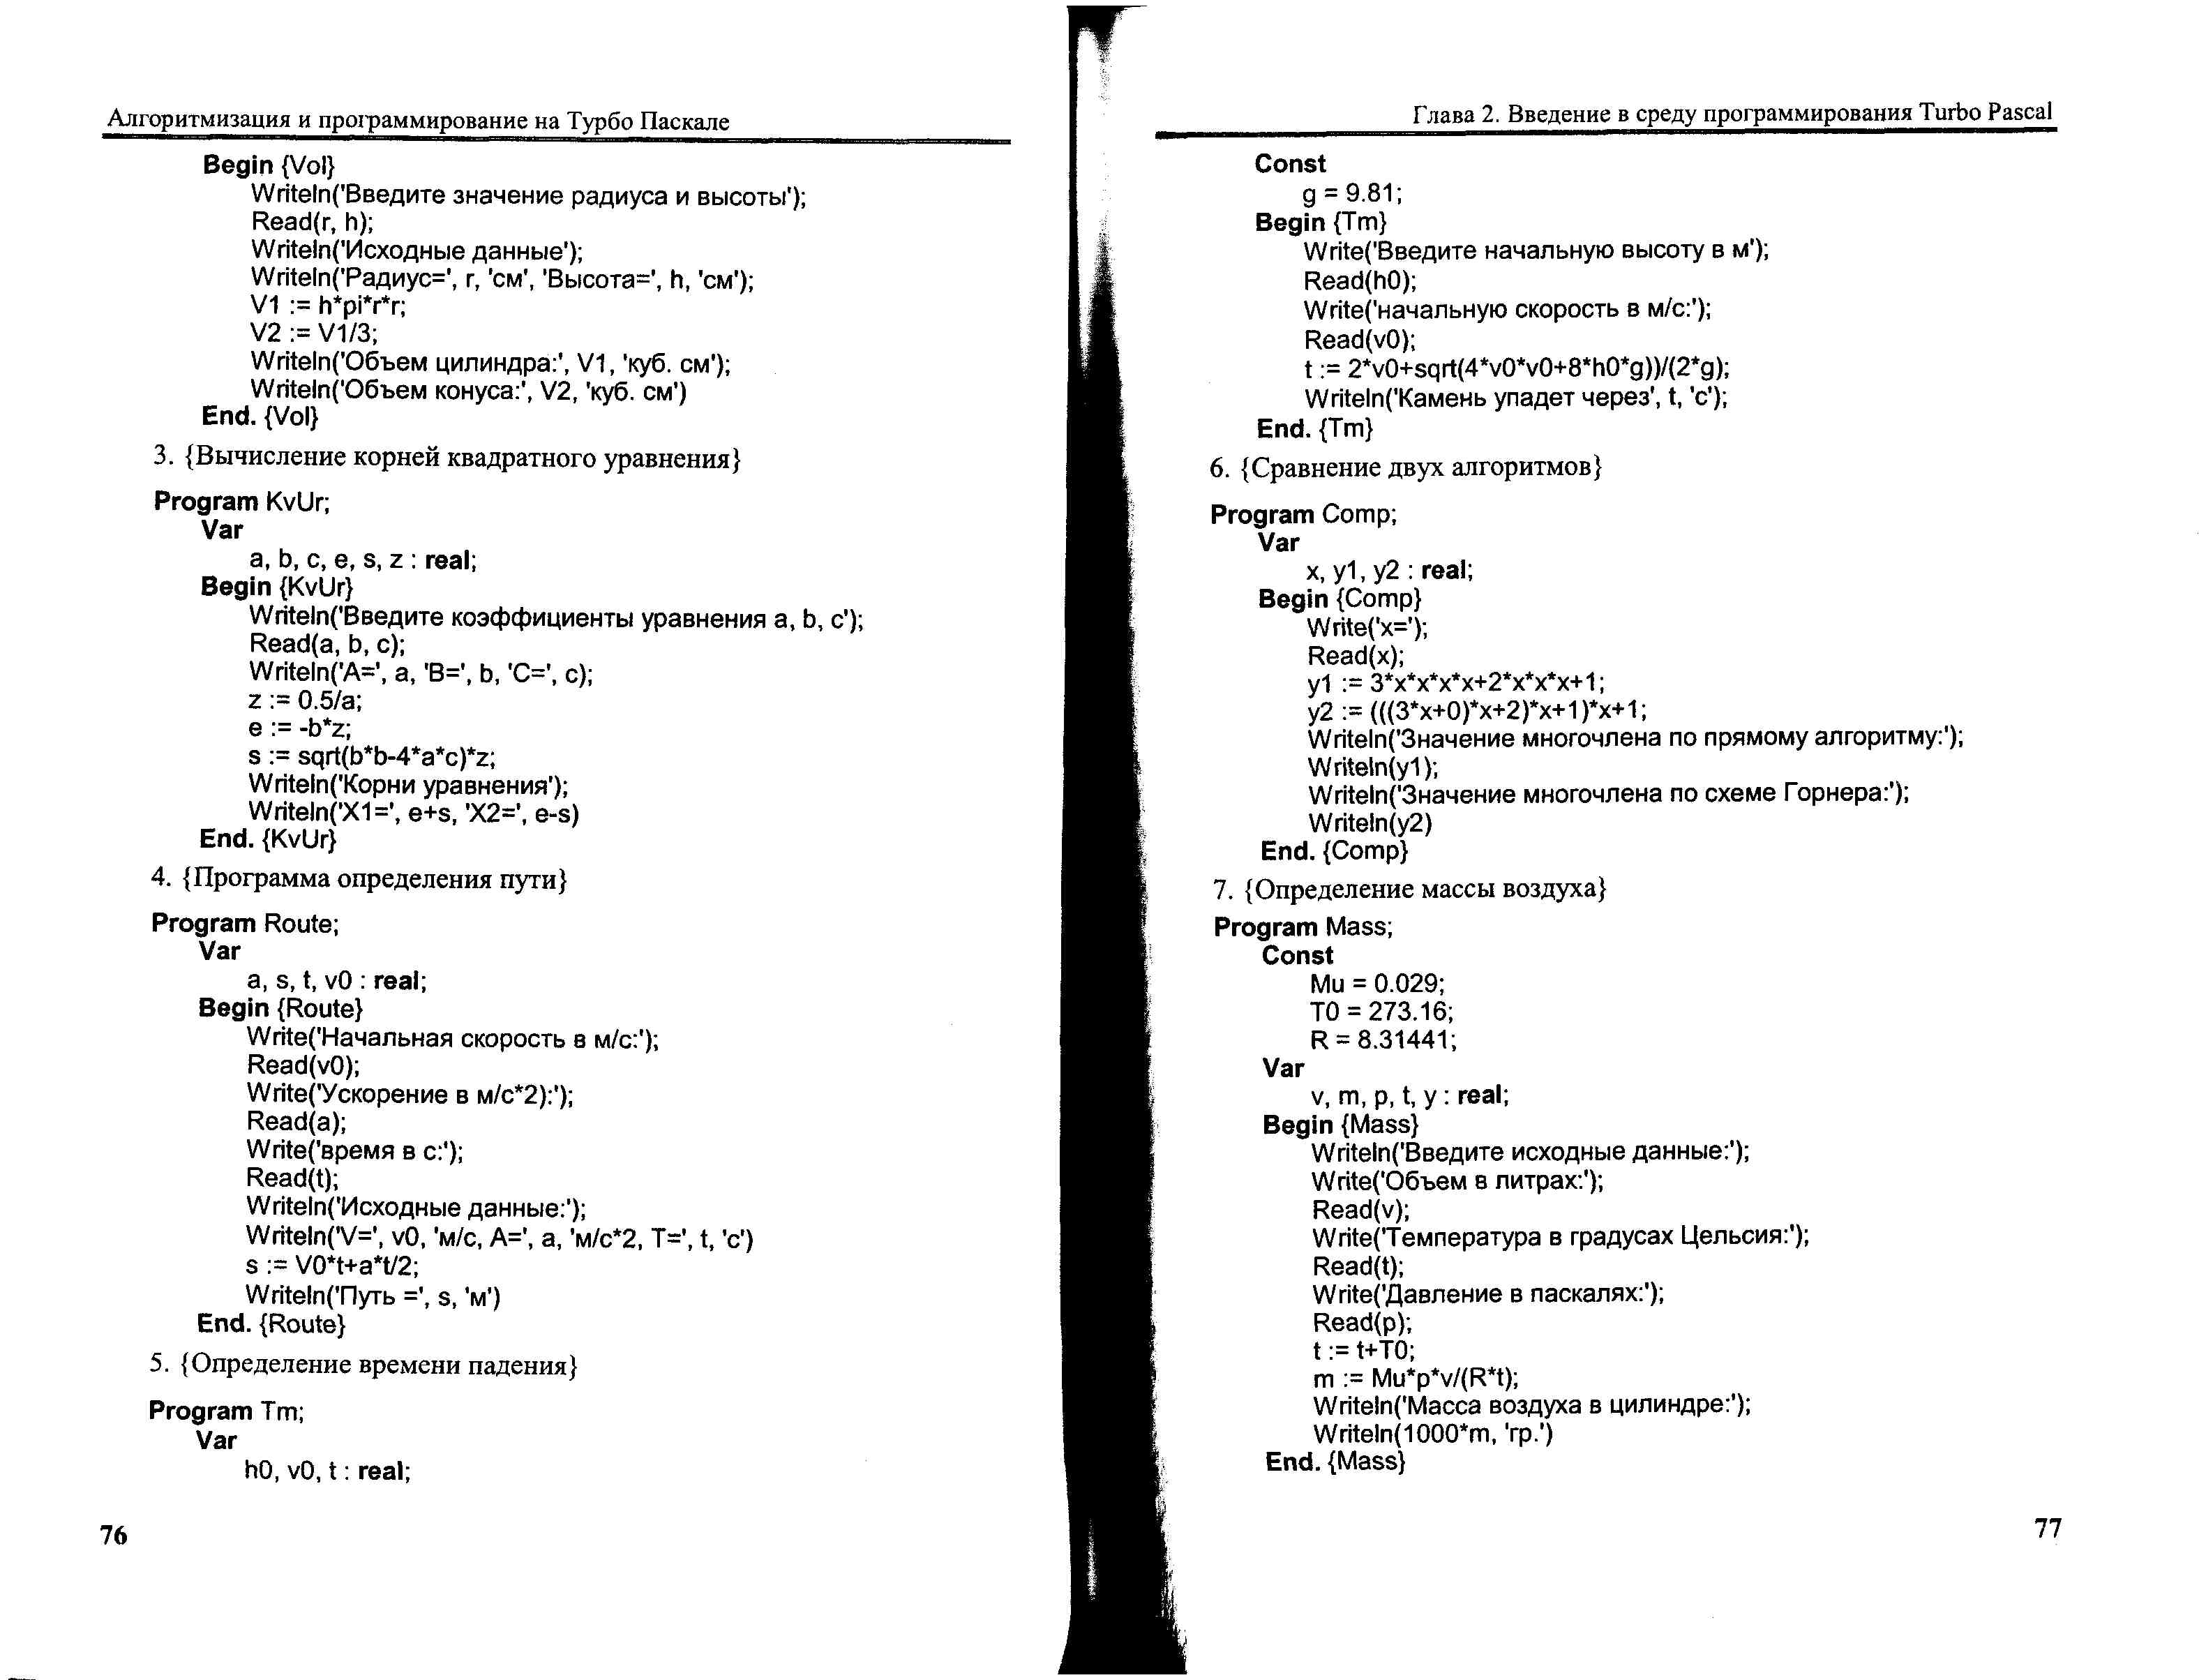 Алгоритмизация и программирование на Турбо Паскале
Begin {Vol}
Writeln('Введите значение радиуса и высоты');
Read(r, h);
Writeln('Исходные данные');
Writeln('Радиус=', r, 'см', 'Высота=', h, 'см');
V1 := h*pi*r*r;
V2 := V1/3;
Writeln('Объем цилиндра:', V1, 'куб. см');
Writeln('Объем конуса:', V2, 'куб. см')
End. {Vol}
3. {Вычисление корней квадратного уравнения}
Program KvUr;
Var
a, b, c, e, s, z : real;
Begin {KvUr}
Writeln('Введите коэффициенты уравнения a, b, c');
Read(a, b, c);
Writeln('A=', a, 'B=', b, 'C=', c);
z := 0.5/a;
e := -b*z;
s := sqrt(b*b-4*a*c)*z;
Writeln('Корни уравнения');
Writeln('X1=', e+s, 'X2=', e-s)
End. {KvUr}
4. {Программа определения пути}
Program Route;
Var
a, s, t, v0 : real;
Begin {Route}
Write('Начальная скорость в м/с:');
Read(v0);
Write('Ускорение в м/с*2):');
Read(a);
Write('время в с:');
Read(t);
Writeln('Исходные данные:');
Writeln('V=', v0, 'м/с, A=', a, 'м/с*2, T=', t, 'с')
s := V0*t+a*t/2;
Writeln('Путь =', s, 'м')
End. {Route}
5. {Определение времени падения}
Program Tm;
Var
h0, v0, t : real;
76
Глава 2. Введение в среду программирования Turbo Pascal
Const
g = 9.81;
Begin {Tm}
Write('Введите начальную высоту в м');
Read(h0);
Write('начальную скорость в м/с:');
Read(v0);
t := 2*v0+sqrt(4*v0*v0+8*h0*g))/(2*g);
Writeln('Камень упадет через', t, 'с');
End. {Tm}
6. {Сравнение двух алгоритмов}
Program Comp;
Var
x, y1, y2 : real;
Begin {Comp}
Write('x=');
Read(x);
y1 := 3*x*x*x*x+2*x*x*x+1;
y2 := (((3*x+0)*x+2)*x+1)*x+1;
Writeln('Значение многочлена по прямому алгоритму:');
Writeln(y1);
Writeln('Значение многочлена по схеме Горнера:');
Writeln(y2)
End. {Comp}
7. {Определение массы воздуха}
Program Mass;
Const
Mu = 0.029;
T0 = 273.16;
R = 8.31441;
Var
v, m, p, t, y : real;
Begin {Mass}
Writeln('Введите исходные данные:');
Write('Объем в литрах:');
Read(v);
Write('Температура в градусах Цельсия:');
Read(t);
Write('Давление в паскалях:');
Read(p);
t := t+T0;
m := Mu*p*v/(R*t);
Writeln('Масса воздуха в цилиндре:');
Writeln(1000*m, 'гр.')
End. {Mass}
77